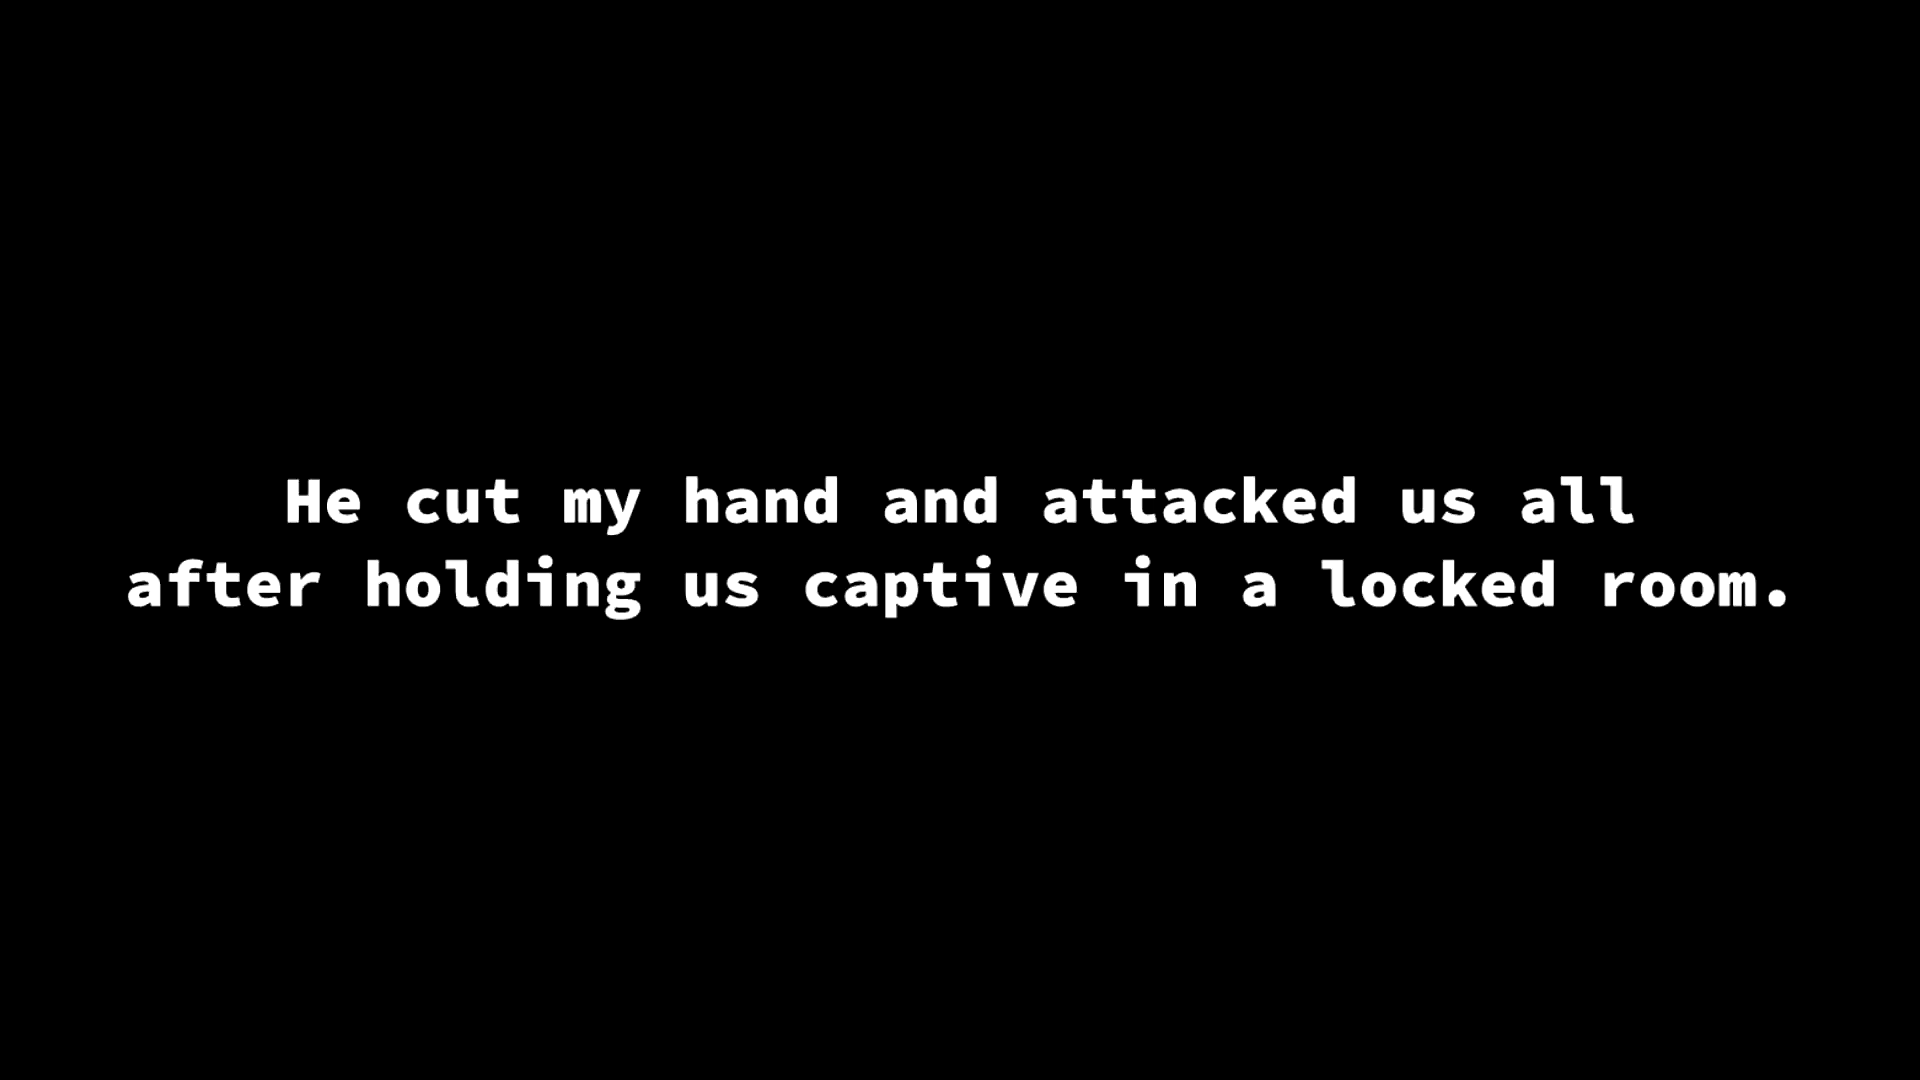 He cut my hand and attacked us all
after holding us captive in a locked room.